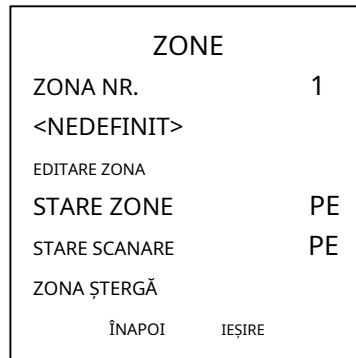 ZONE
ZONA NR. 1
<NEDEFINIT>
EDITARE ZONA
STARE ZONE PE
STARE SCANARE PE
ZONA ȘTERGĂ
ÎNAPOI IEȘIRE